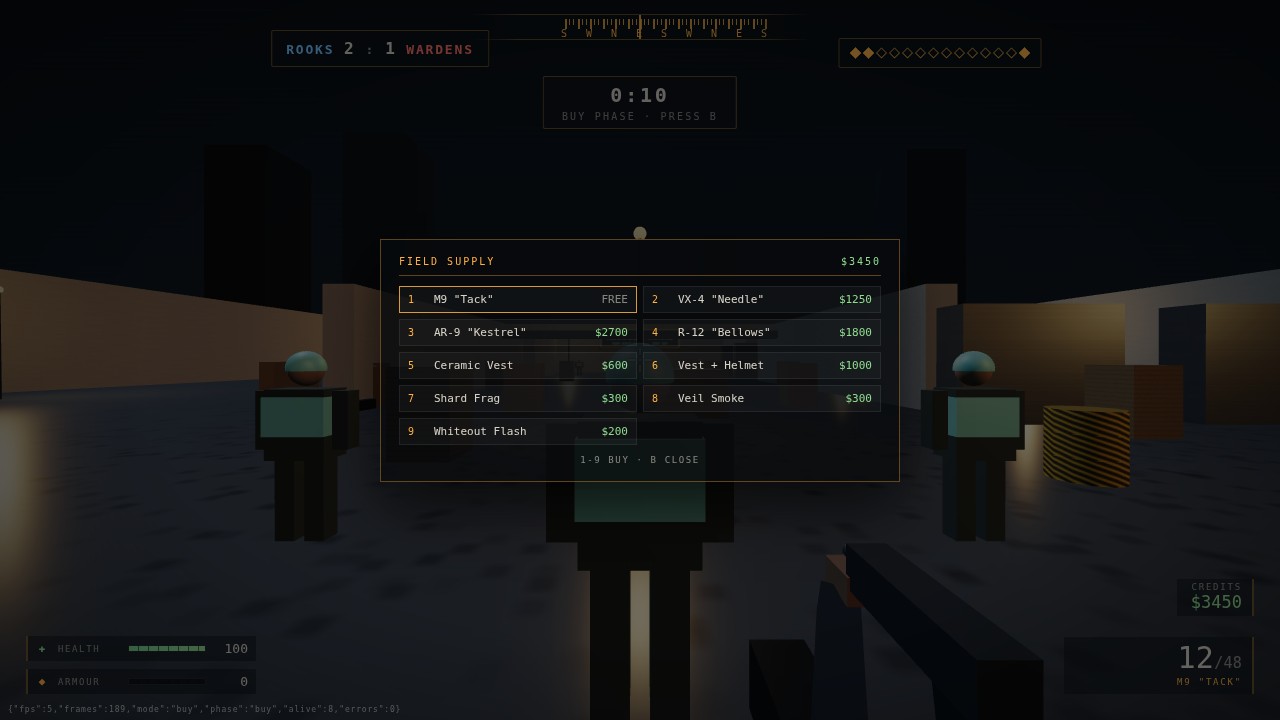 S W N E S W N E S
ROOKS 2 : 1 WARDENS
0:10
BUY PHASE · PRESS B
FIELD SUPPLY $3450
1 M9 "Tack" FREE
2 VX-4 "Needle" $1250
3 AR-9 "Kestrel" $2700
4 R-12 "Bellows" $1800
5 Ceramic Vest $600
6 Vest + Helmet $1000
7 Shard Frag $300
8 Veil Smoke $300
9 Whiteout Flash $200
1-9 BUY · B CLOSE
CREDITS
$3450
HEALTH 100
12/48
ARMOUR 0
M9 "TACK"
{"fps":5,"frames":189,"mode":"buy","phase":"buy","alive":8,"errors":0}